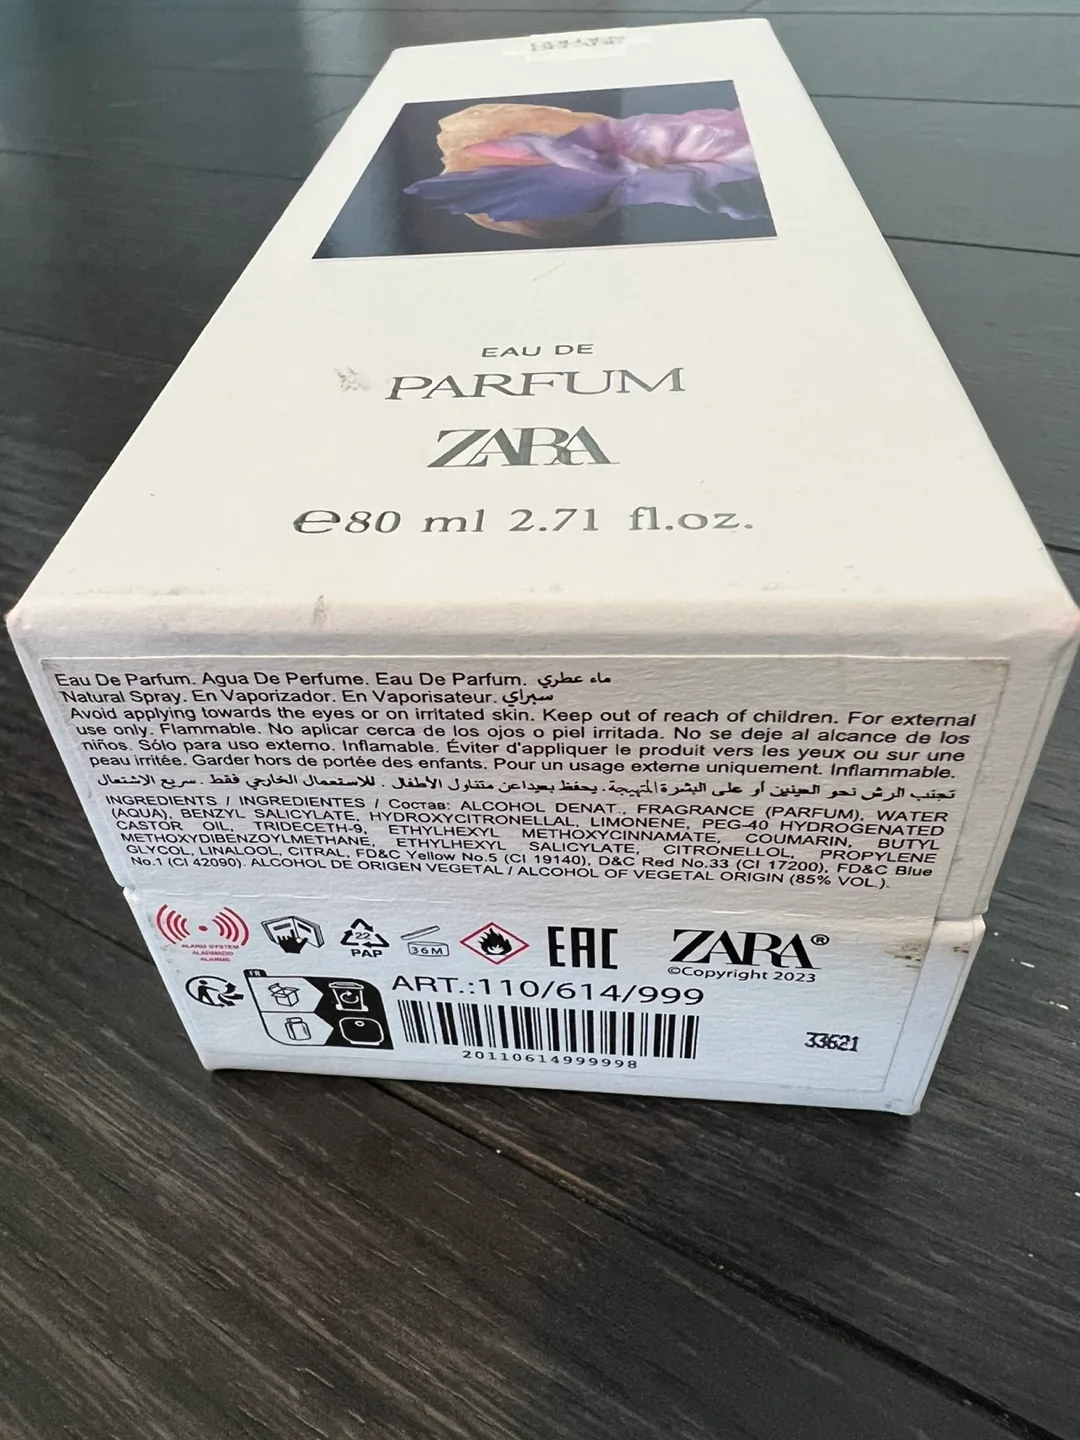 EAU DE
PARFUM
ZARA
e80 ml 2.71 fl.oz.
Eau De Parfum. Agua De Perfume. Eau De Parfum. ماء عطري
Natural Spray. En Vaporizador. En Vaporisateur. سبراي
Avoid applying towards the eyes or on irritated skin. Keep out of reach of children. For external
use only. Flammable. No aplicar cerca de los ojos o piel irritada. No se deje al alcance de los
niños. Sólo para uso externo. Inflamable. Éviter d'appliquer le produit vers les yeux ou sur une
peau irritée. Garder hors de portée des enfants. Pour un usage externe uniquement. Inflammable.
تجنب الرش نحو العينين أو على البشرة المتهيجة. يحفظ بعيداعن متناول الأطفال. للاستعمال الخارجي فقط. سريع الاشتعال
INGREDIENTS / INGREDIENTES / Состав: ALCOHOL DENAT., FRAGRANCE (PARFUM), WATER
(AQUA), BENZYL SALICYLATE, HYDROXYCITRONELLAL, LIMONENE, PEG-40 HYDROGENATED
CASTOR OIL, TRIDECETH-9, ETHYLHEXYL METHOXYCINNAMATE, COUMARIN, BUTYL
METHOXYDIBENZOYLMETHANE, ETHYLHEXYL SALICYLATE, CITRONELLOL, PROPYLENE
GLYCOL, LINALOOL, CITRAL, FD&C Yellow No.5 (CI 19140), D&C Red No.33 (CI 17200), FD&C Blue
No.1 (CI 42090). ALCOHOL DE ORIGEN VEGETAL / ALCOHOL OF VEGETAL ORIGIN (85% VOL.).
ALARM SYSTEM
ALARMADO
ALARME
22
PAP
36M
EAC
ZARA®
©Copyright 2023
FR
ART.:110/614/999
20110614999998
33621